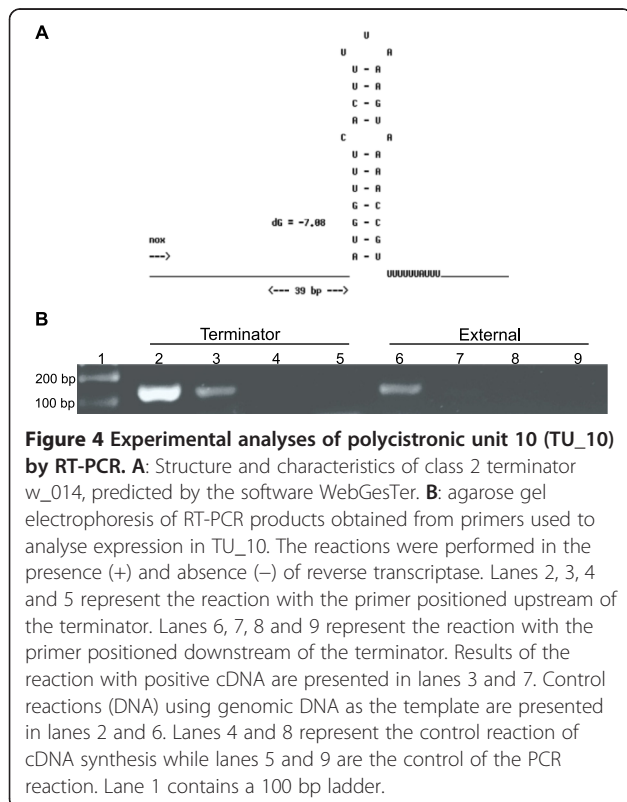 A
U
U A
U - A
U - A
C - G
A - U
C A
U - A
U - A
U - A
G - C
dG = -7.08 G - C
nox U - G
---> A - U
UUUUUUAUUU
<--- 39 bp --->
B
Terminator External
1 2 3 4 5 6 7 8 9
200 bp
100 bp
Figure 4 Experimental analyses of polycistronic unit 10 (TU_10)
by RT-PCR. A: Structure and characteristics of class 2 terminator
w_014, predicted by the software WebGesTer. B: agarose gel
electrophoresis of RT-PCR products obtained from primers used to
analyse expression in TU_10. The reactions were performed in the
presence (+) and absence (−) of reverse transcriptase. Lanes 2, 3, 4
and 5 represent the reaction with the primer positioned upstream of
the terminator. Lanes 6, 7, 8 and 9 represent the reaction with the
primer positioned downstream of the terminator. Results of the
reaction with positive cDNA are presented in lanes 3 and 7. Control
reactions (DNA) using genomic DNA as the template are presented
in lanes 2 and 6. Lanes 4 and 8 represent the control reaction of
cDNA synthesis while lanes 5 and 9 are the control of the PCR
reaction. Lane 1 contains a 100 bp ladder.